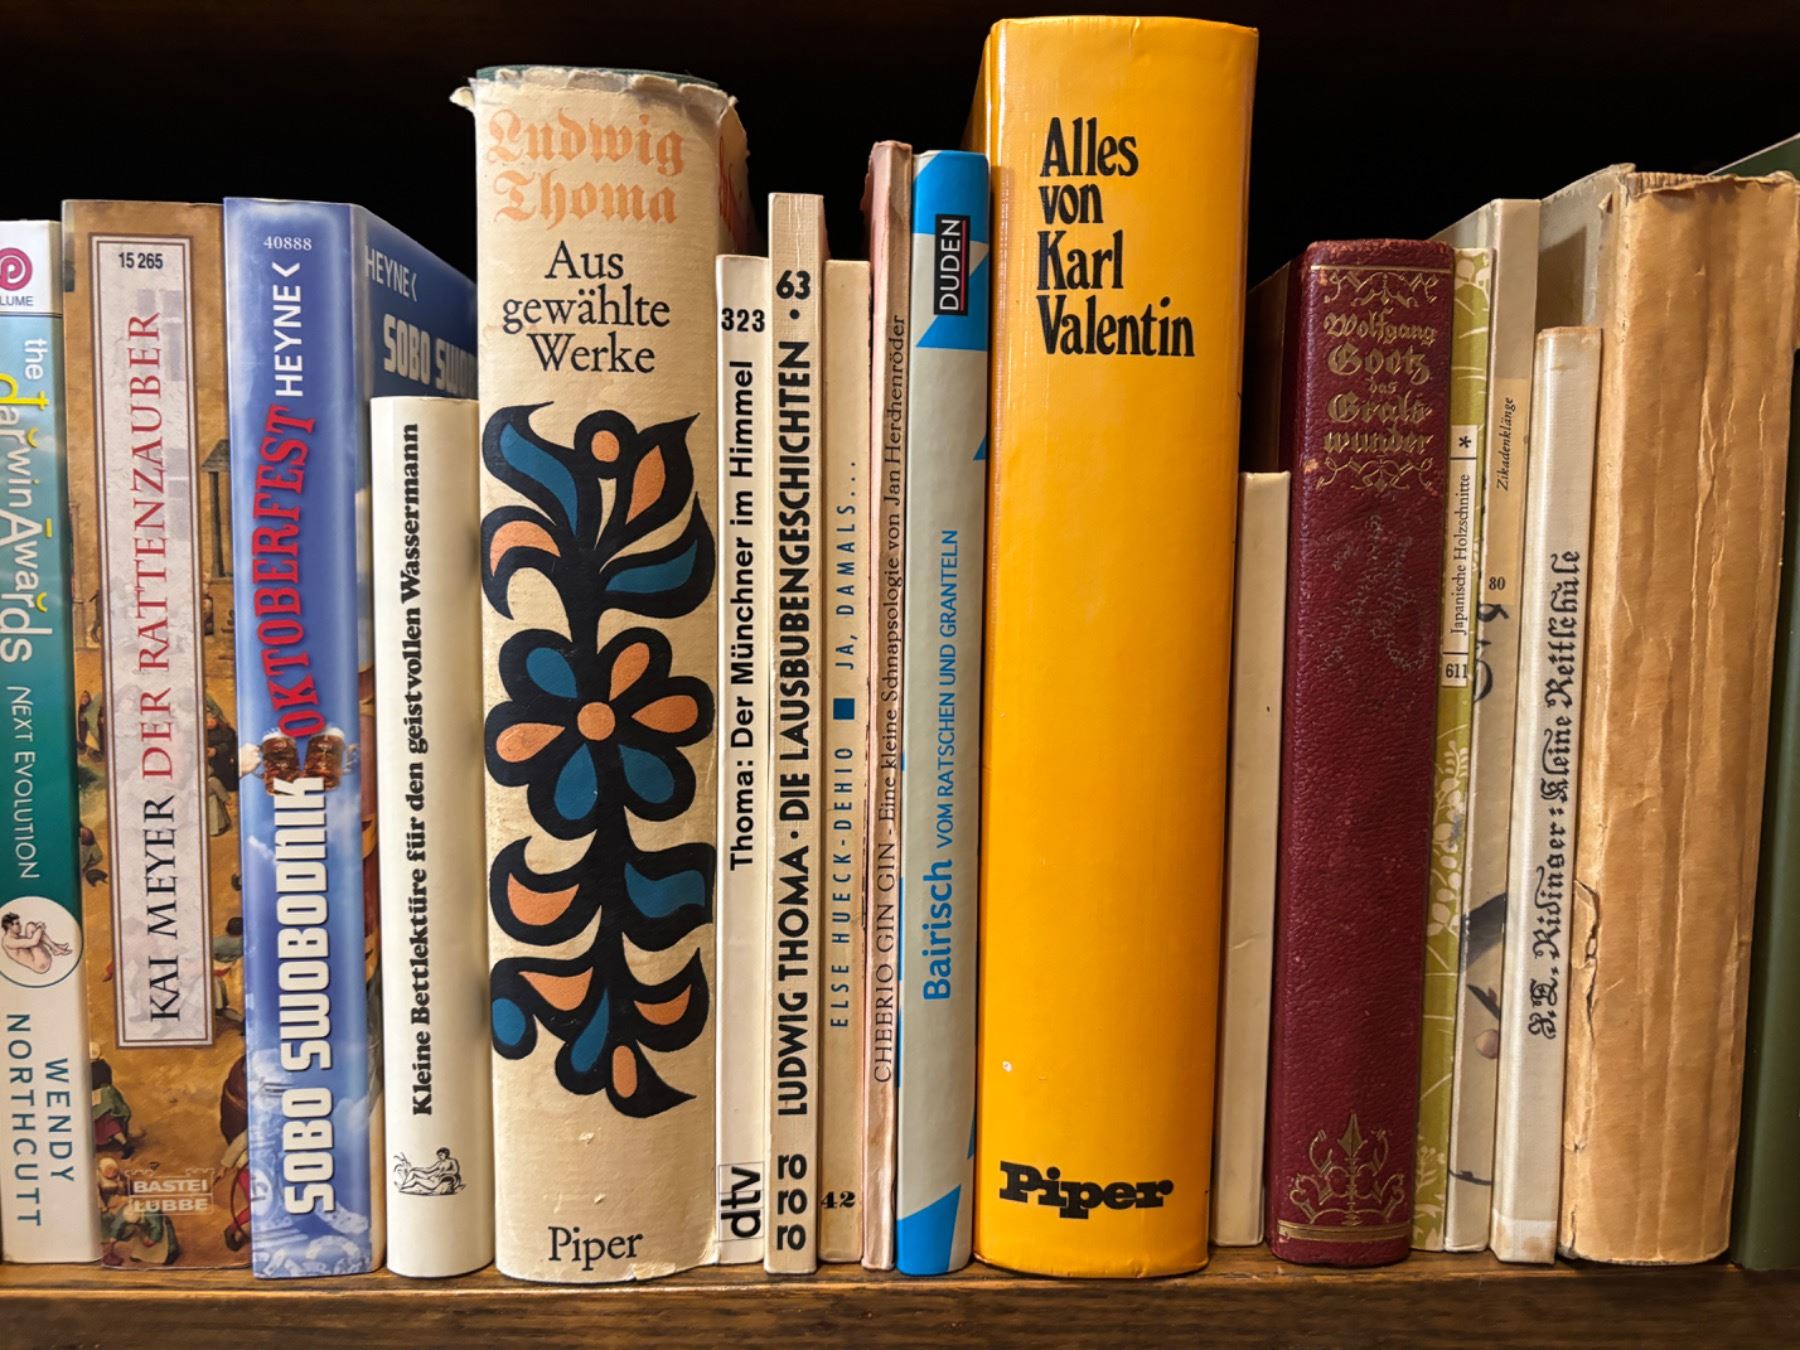 LUME
the
darwin Awards
NEXT EVOLUTION
WENDY
NORTHCUTT
15 265
KAI MEYER DER RATTENZAUBER
BASTEI
LÜBBE
40888
HEYNE<
SOBO SWOBODNIK OKTOBERFEST
HEYNE<
SOBO SWO
Kleine Bettlektüre für den geistvollen Wassermann
Ludwig
Thoma
Aus
gewählte
Werke
Piper
323
Thoma: Der Münchner im Himmel
dtv
LUDWIG THOMA • DIE LAUSBUBENGESCHICHTEN • 63
ELSE HUECK-DEHIO ■ JA, DAMALS...
42
CHEERIO GIN GIN - Eine kleine Schnapsologie von Jan Herchenröder
DUDEN
Bairisch VOM RATSCHEN UND GRANTELN
Alles
von
Karl
Valentin
Piper
Wolfgang
Goetz
das
Grals-
wunder
*
Japanische Holzschnitte
611
Zikadenklänge
80
J. E. Ridinger: Kleine Reitschule